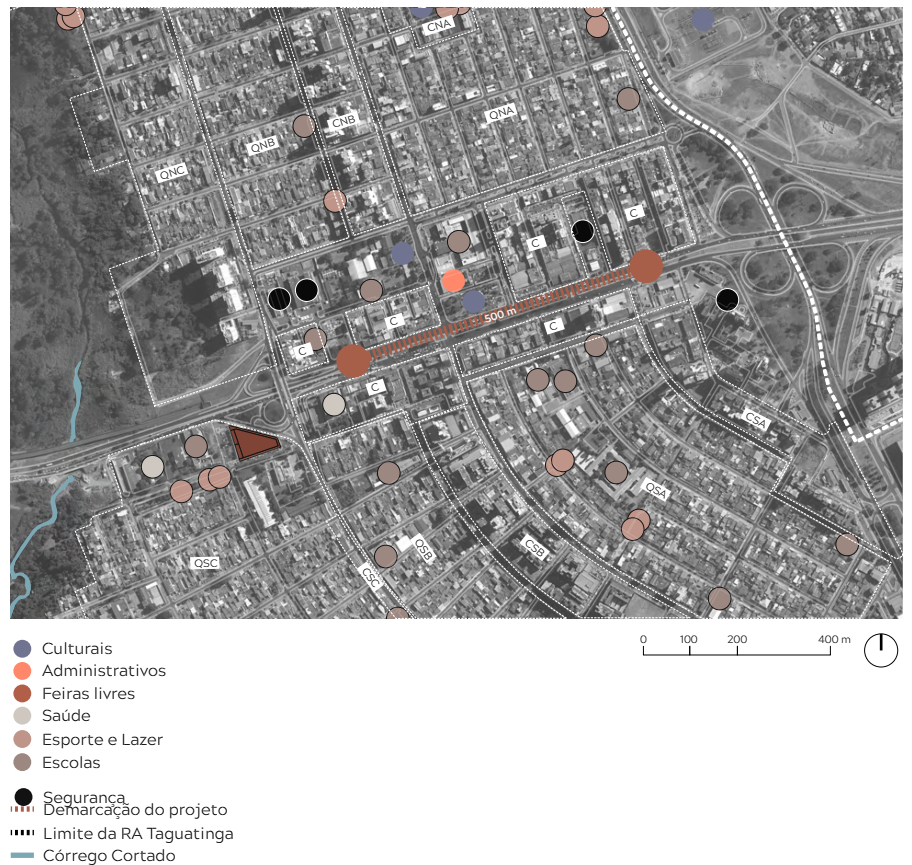 CNA
QNA
CNB
QNB
QNC
C
C
C
500 m
C
C
C
CSA
QSA
QSB
CSB
QSC
CSC
0 100 200 400 m
Culturais
Administrativos
Feiras livres
Saúde
Esporte e Lazer
Escolas
Segurança
Demarcação do projeto
Limite da RA Taguatinga
Córrego Cortado